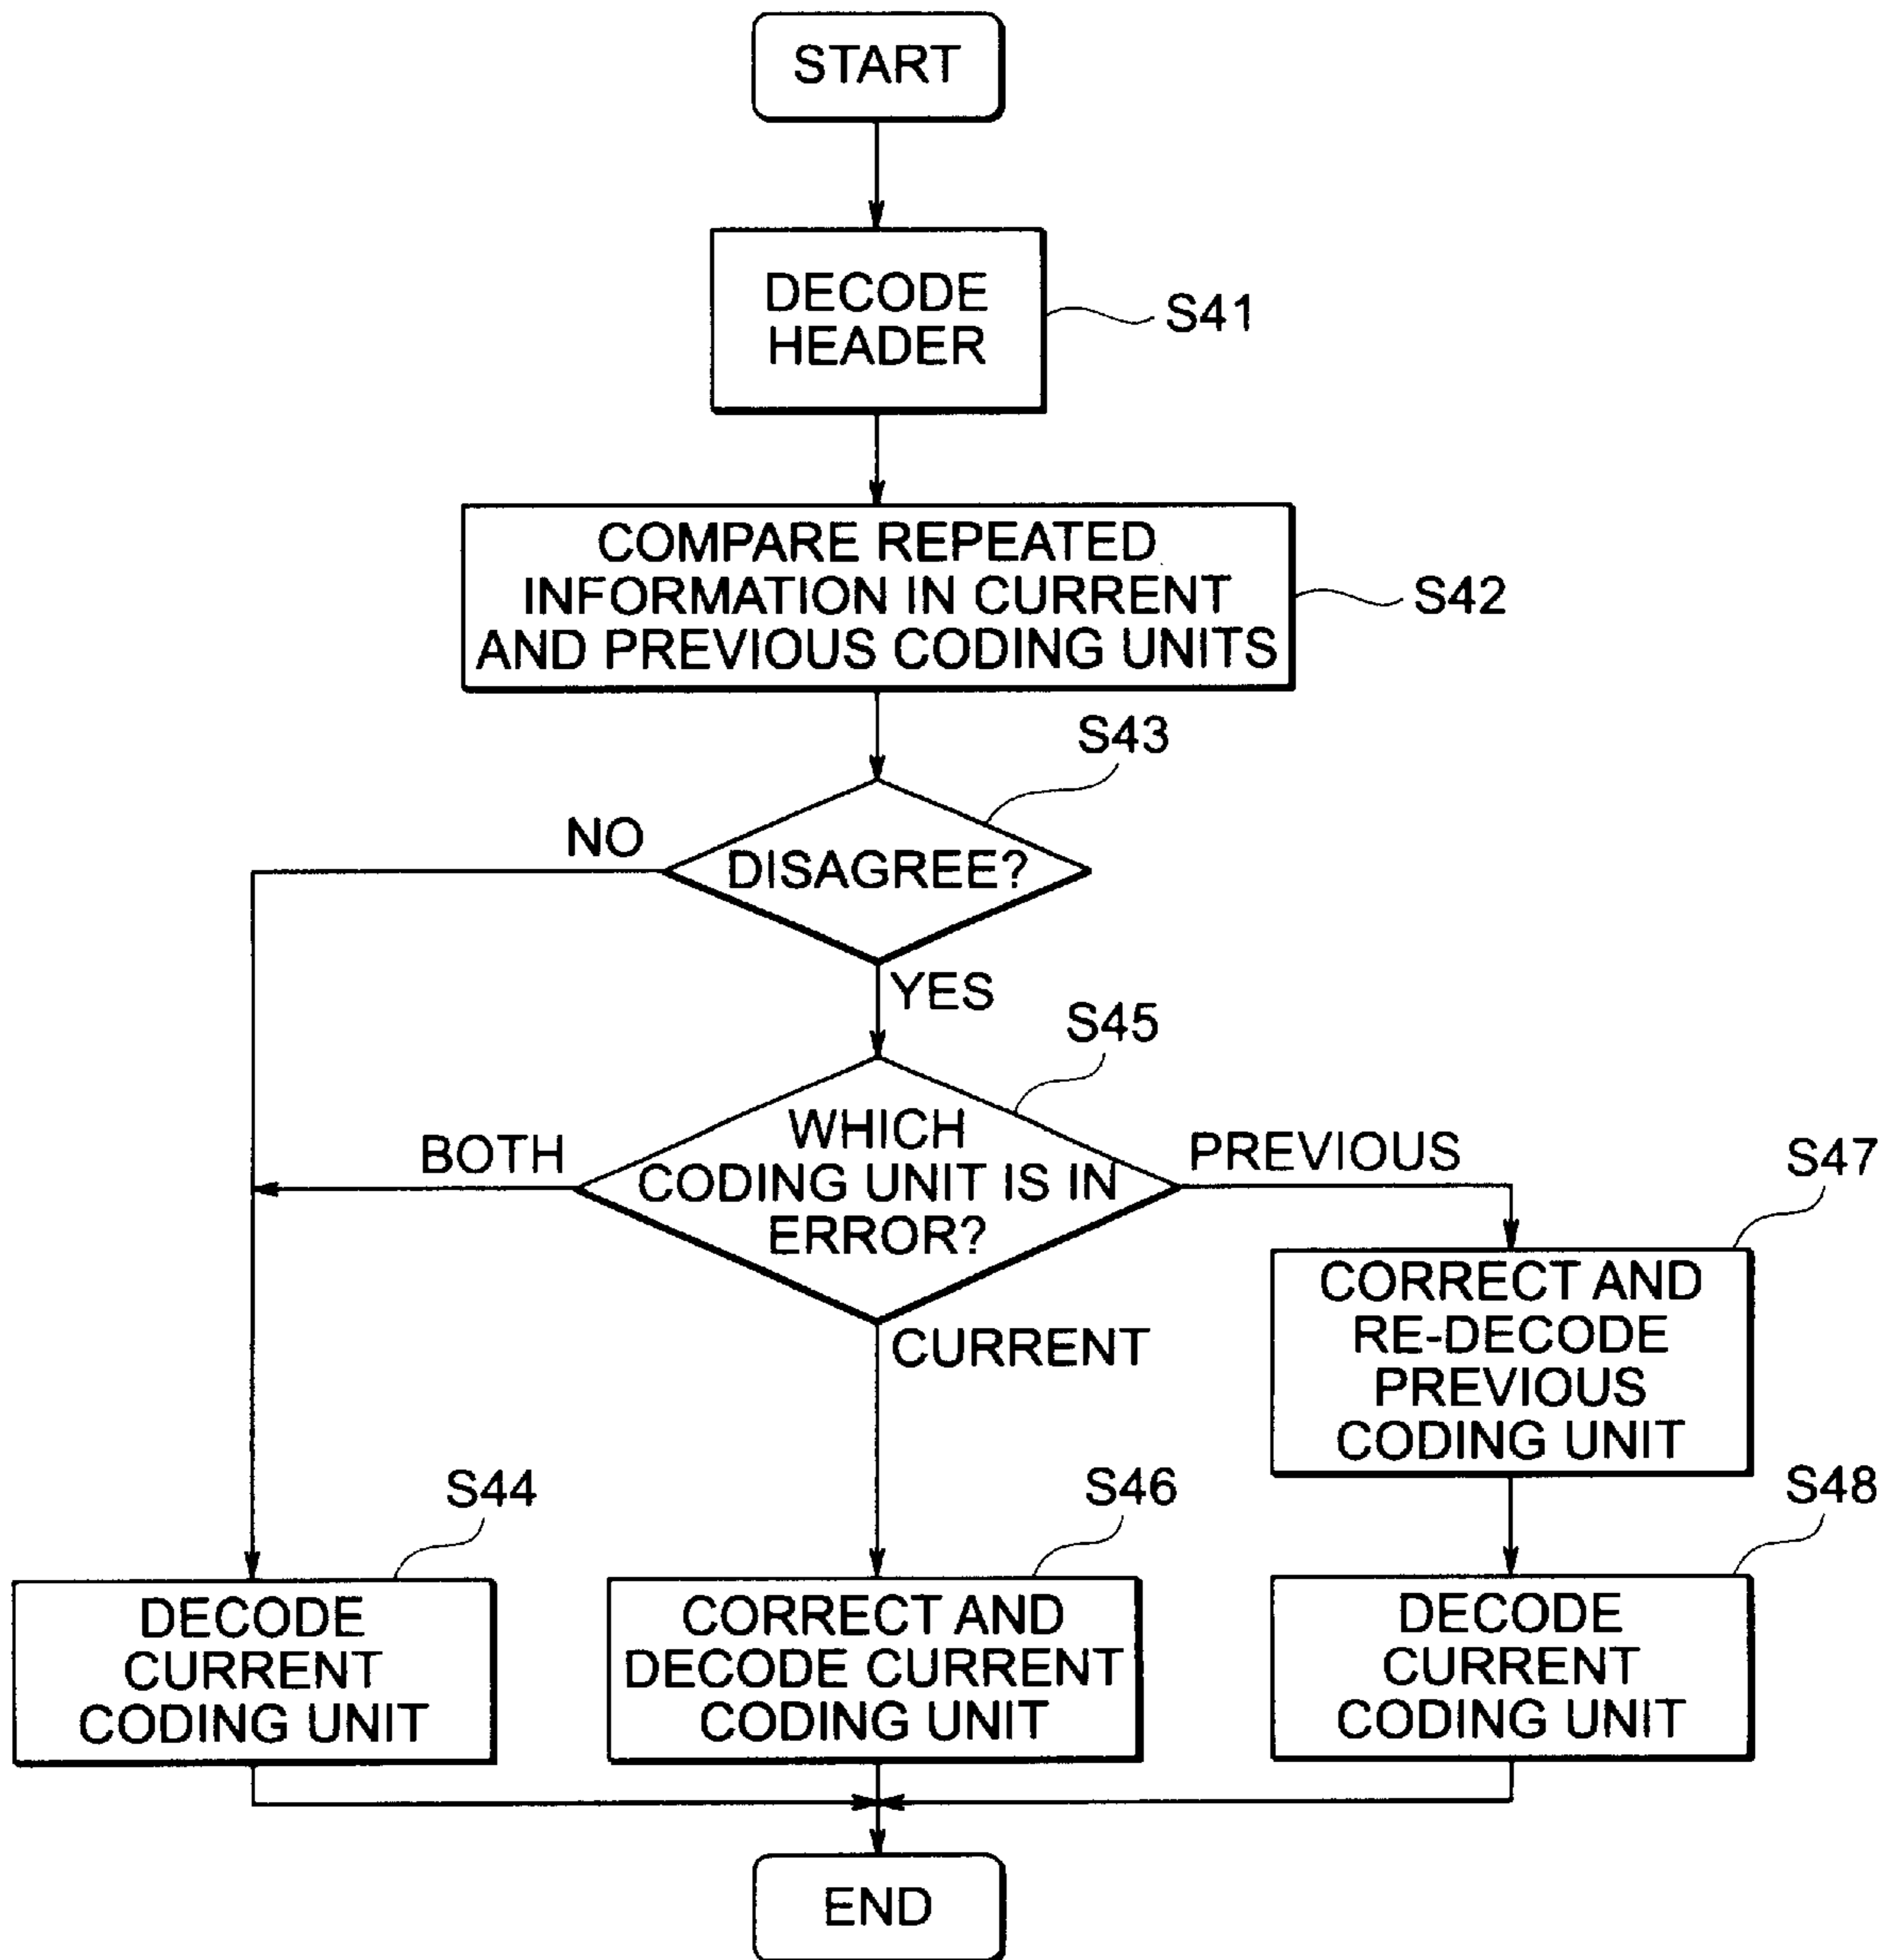 START
DECODE
HEADER
S41
COMPARE REPEATED
INFORMATION IN CURRENT
AND PREVIOUS CODING UNITS
S42
S43
NO
DISAGREE?
YES
S45
BOTH
WHICH
CODING UNIT IS IN
ERROR?
PREVIOUS
S47
CURRENT
CORRECT AND
RE-DECODE
PREVIOUS
CODING UNIT
S44
S46
S48
DECODE
CURRENT
CODING UNIT
CORRECT AND
DECODE CURRENT
CODING UNIT
DECODE
CURRENT
CODING UNIT
END